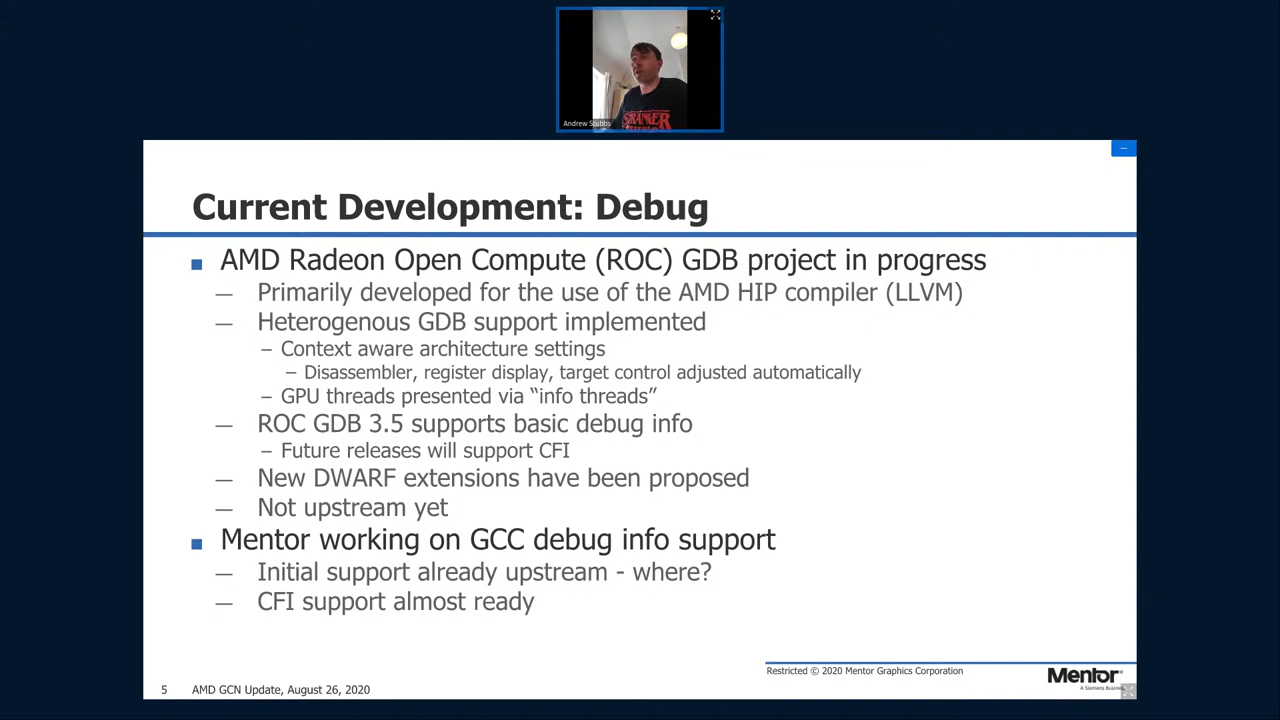 Andrew Stubbs
STRANGER
Current Development: Debug
AMD Radeon Open Compute (ROC) GDB project in progress
— Primarily developed for the use of the AMD HIP compiler (LLVM)
— Heterogenous GDB support implemented
– Context aware architecture settings
– Disassembler, register display, target control adjusted automatically
– GPU threads presented via “info threads”
— ROC GDB 3.5 supports basic debug info
– Future releases will support CFI
— New DWARF extensions have been proposed
— Not upstream yet
Mentor working on GCC debug info support
— Initial support already upstream - where?
— CFI support almost ready
Restricted © 2020 Mentor Graphics Corporation
Mentor®
A Siemens
5 AMD GCN Update, August 26, 2020